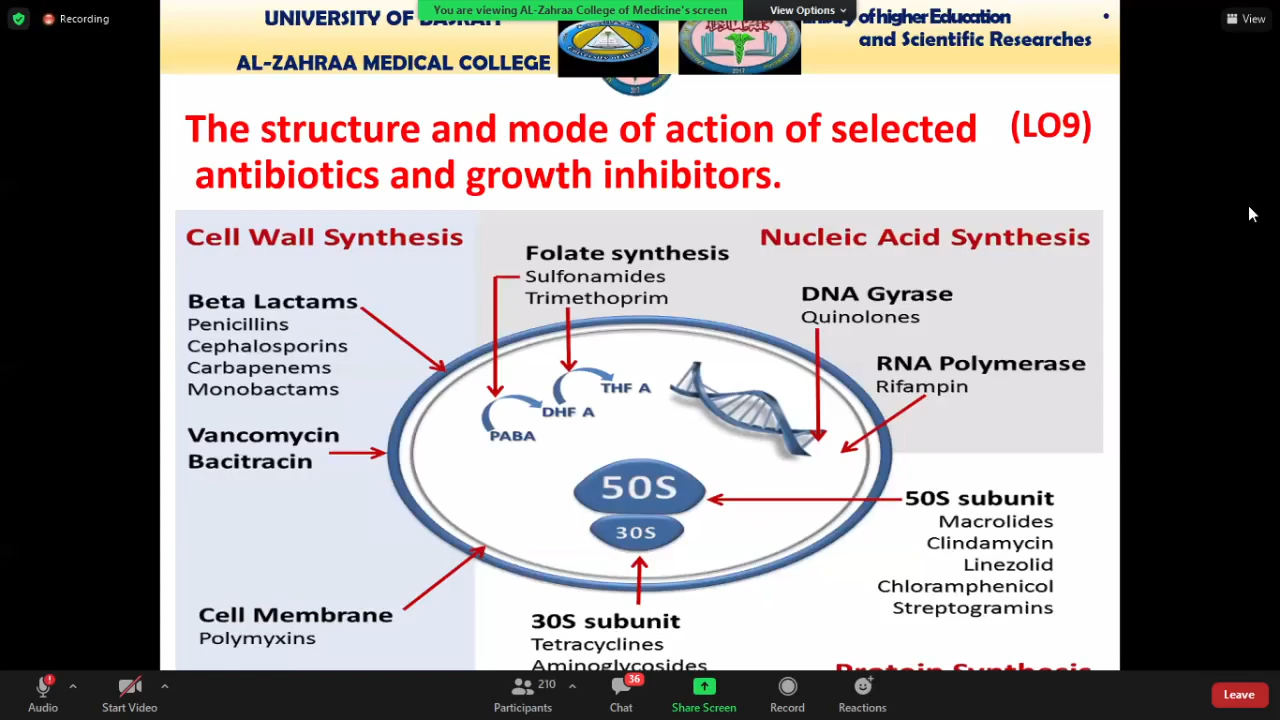 Recording
You are viewing AL-Zahraa College of Medicine's screen
View Options
View
UNIVERSITY OF BASRAH
AL-ZAHRAA MEDICAL COLLEGE
of higher Education
and Scientific Researches
The structure and mode of action of selected (LO9)
antibiotics and growth inhibitors.
Cell Wall Synthesis
Beta Lactams
Penicillins
Cephalosporins
Carbapenems
Monobactams
Vancomycin
Bacitracin
Cell Membrane
Polymyxins
Folate synthesis
Sulfonamides
Trimethoprim
PABA
DHF A
THF A
Nucleic Acid Synthesis
DNA Gyrase
Quinolones
RNA Polymerase
Rifampin
50S
30S
50S subunit
Macrolides
Clindamycin
Linezolid
Chloramphenicol
Streptogramins
30S subunit
Tetracyclines
Aminoglycosides
Protein Synthesis
Audio
Start Video
210
Participants
36
Chat
Share Screen
Record
Reactions
Leave